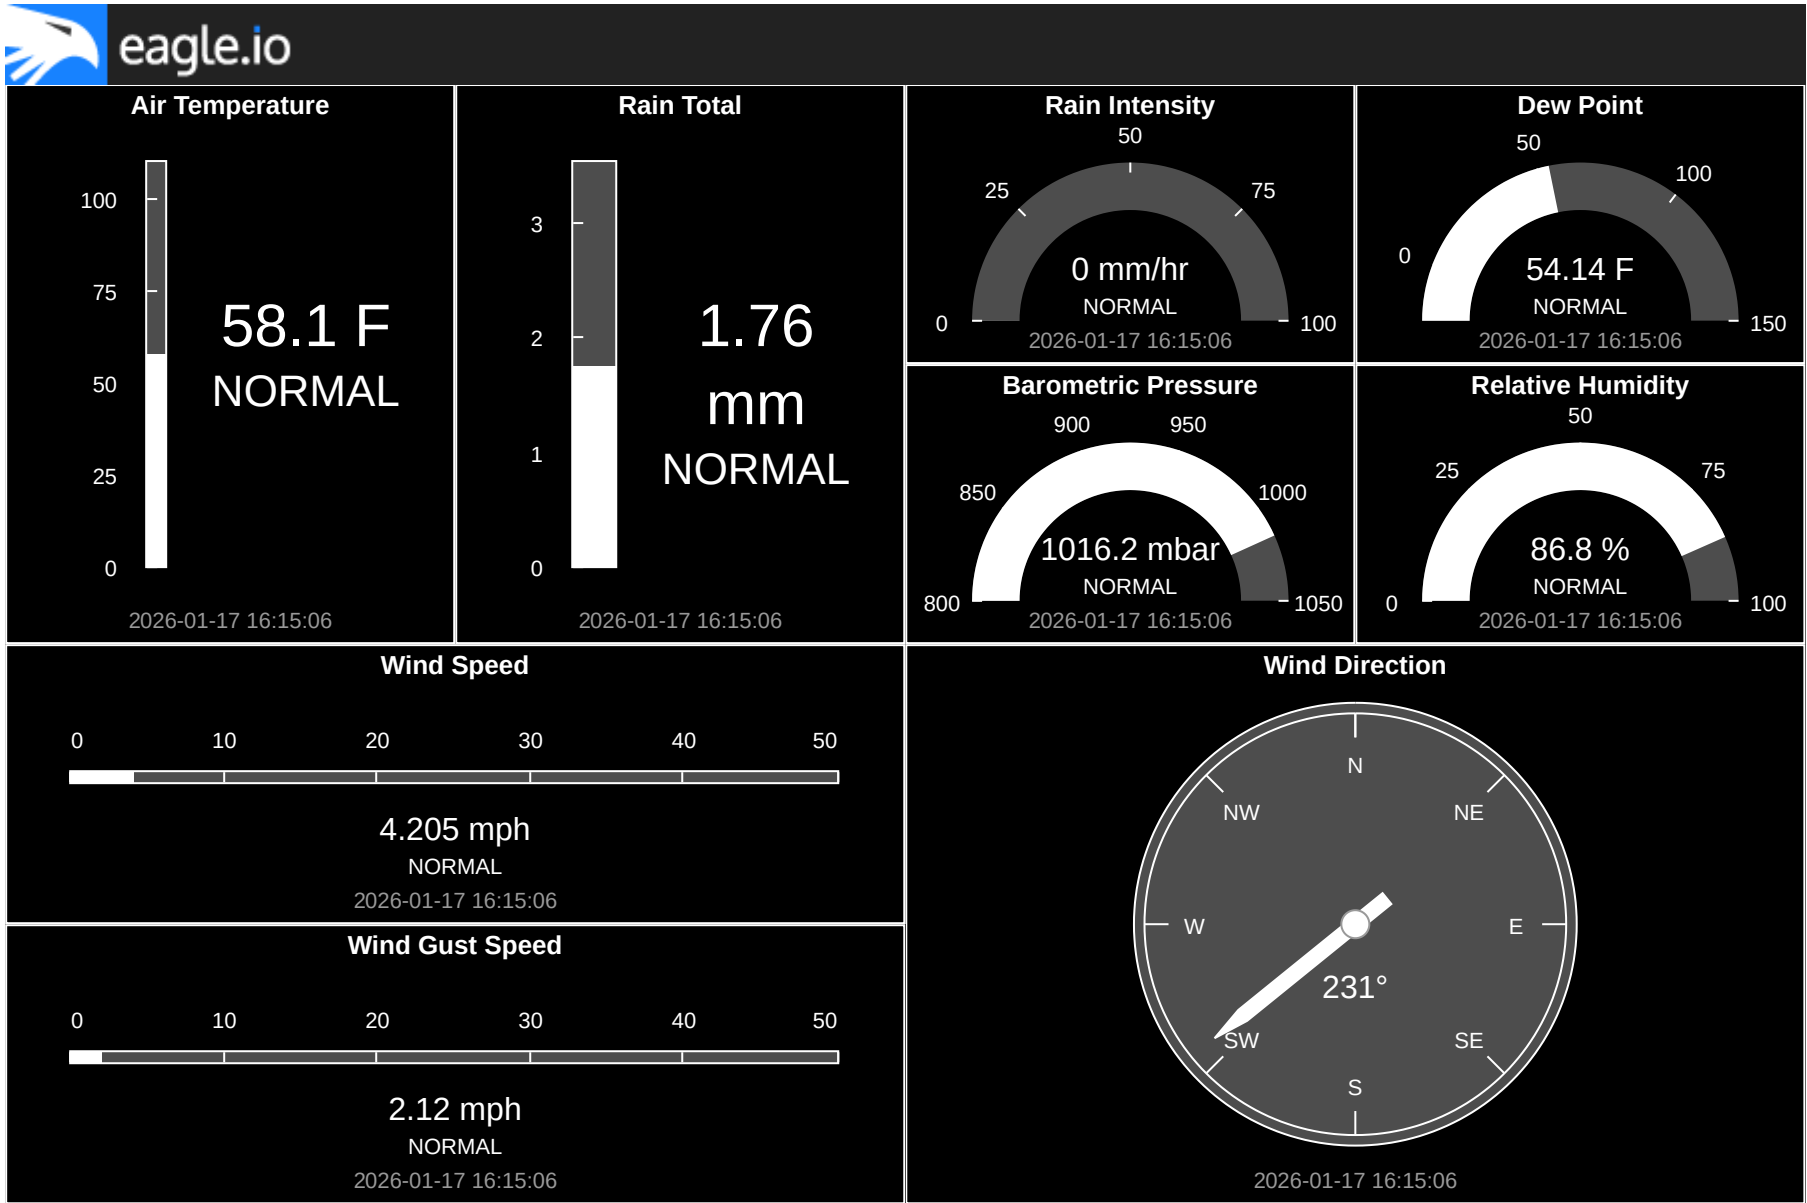 eagle.io
Air Temperature
100
75
50
25
0
58.1 F
NORMAL
2026-01-17 16:15:06
Rain Total
3
2
1
0
1.76
mm
NORMAL
2026-01-17 16:15:06
Rain Intensity
50
25
75
0
100
0 mm/hr
NORMAL
2026-01-17 16:15:06
Dew Point
50
100
0
150
54.14 F
NORMAL
2026-01-17 16:15:06
Barometric Pressure
900
950
850
1000
800
1050
1016.2 mbar
NORMAL
2026-01-17 16:15:06
Relative Humidity
50
25
75
0
100
86.8 %
NORMAL
2026-01-17 16:15:06
Wind Speed
0 10 20 30 40 50
4.205 mph
NORMAL
2026-01-17 16:15:06
Wind Gust Speed
0 10 20 30 40 50
2.12 mph
NORMAL
2026-01-17 16:15:06
Wind Direction
N
NW
NE
W
E
231°
SW
SE
S
2026-01-17 16:15:06